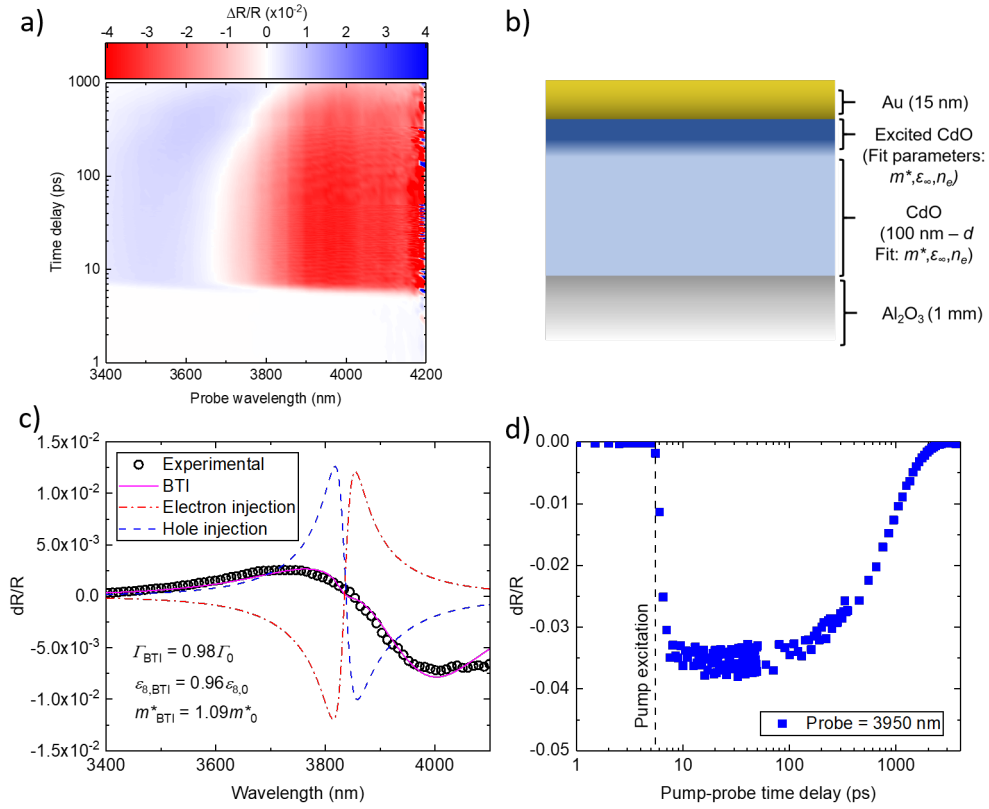 a)
ΔR/R (x10⁻²)
-4 -3 -2 -1 0 1 2 3 4
1000
100
10
1
Time delay (ps)
3400 3600 3800 4000 4200
Probe wavelength (nm)
b)
Au (15 nm)
Excited CdO
(Fit parameters:
m*,ε∞,nₑ)
CdO
(100 nm – d
Fit: m*,ε∞,nₑ)
Al₂O₃ (1 mm)
c)
1.5x10⁻²
1.0x10⁻²
5.0x10⁻³
0.0
-5.0x10⁻³
-1.0x10⁻²
-1.5x10⁻²
dR/R
Experimental
BTI
Electron injection
Hole injection
Γ_BTI = 0.98Γ₀
ε₈,BTI = 0.96ε₈,₀
m*_BTI = 1.09m*₀
3400 3600 3800 4000
Wavelength (nm)
d)
0.00
-0.01
-0.02
-0.03
-0.04
-0.05
dR/R
Pump excitation
Probe = 3950 nm
1 10 100 1000
Pump-probe time delay (ps)